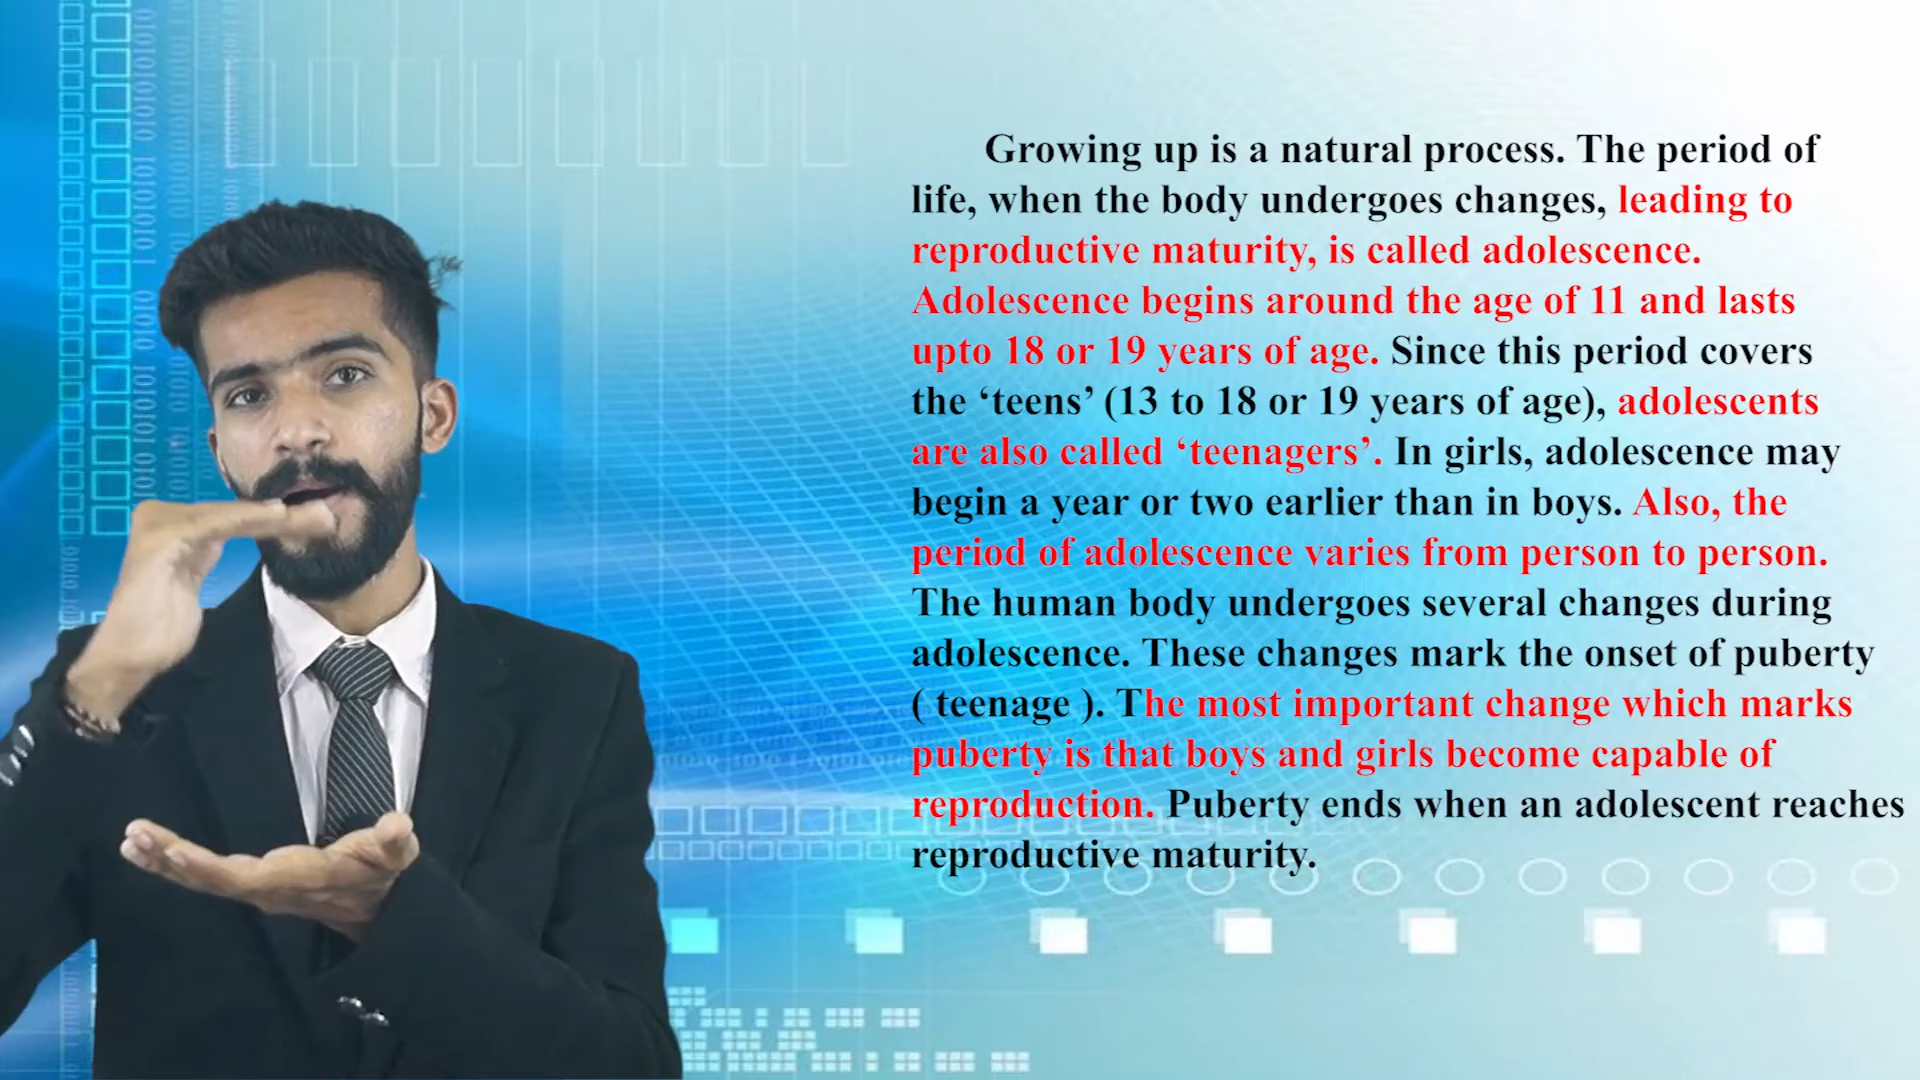 Growing up is a natural process. The period of
life, when the body undergoes changes, leading to
reproductive maturity, is called adolescence.
Adolescence begins around the age of 11 and lasts
upto 18 or 19 years of age. Since this period covers
the ‘teens’ (13 to 18 or 19 years of age), adolescents
are also called ‘teenagers’. In girls, adolescence may
begin a year or two earlier than in boys. Also, the
period of adolescence varies from person to person.
The human body undergoes several changes during
adolescence. These changes mark the onset of puberty
( teenage ). The most important change which marks
puberty is that boys and girls become capable of
reproduction. Puberty ends when an adolescent reaches
reproductive maturity.